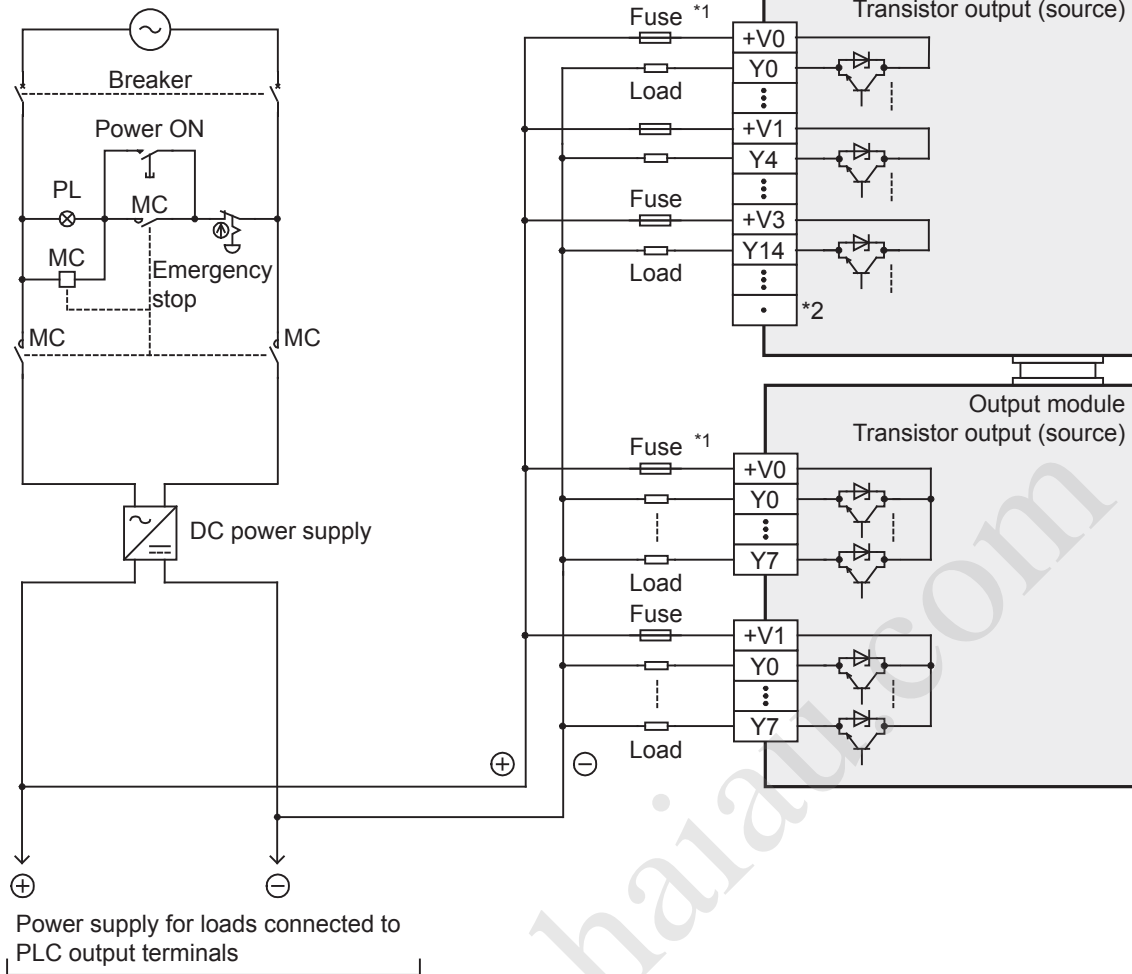 Transistor output (source)
Fuse *1
+V0
Y0
Load
+V1
Y4
Fuse
+V3
Y14
Load
*2
Breaker
Power ON
PL
MC
MC
Emergency
stop
MC
MC
DC power supply
Output module
Transistor output (source)
Fuse *1
+V0
Y0
Y7
Load
Fuse
+V1
Y0
Y7
Load
+ −
+ −
Power supply for loads connected to
PLC output terminals
haiau.com